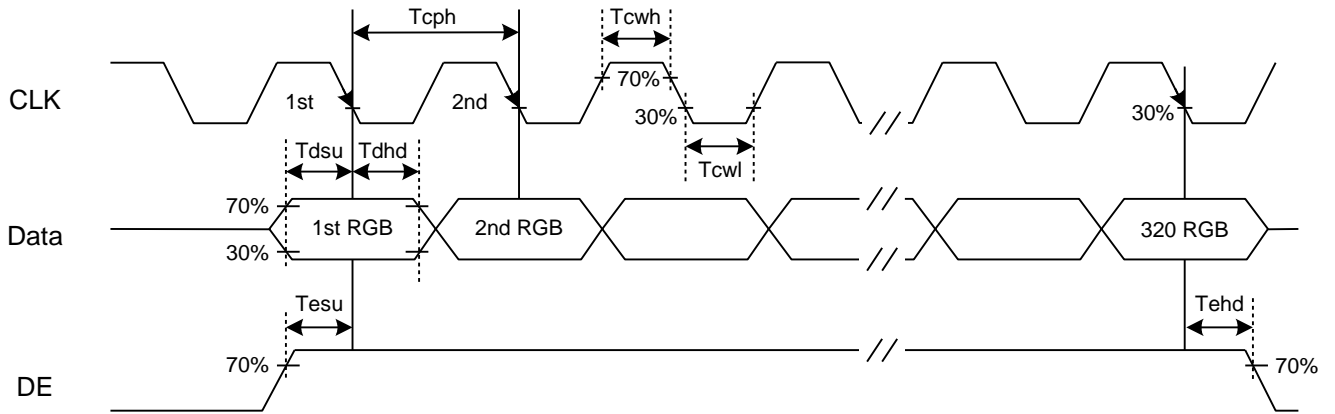 Tcph
Tcwh
CLK
1st
2nd
70%
30%
30%
Tcwl
Tdsu
Tdhd
Data
70%
30%
1st RGB
2nd RGB
320 RGB
Tesu
Tehd
DE
70%
70%